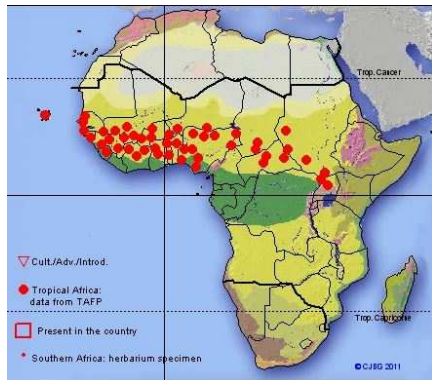 Trop.Cancer
Cult./Adv./Introd.
Tropical Africa:
data from TAFP
Present in the country
Southern Africa: herbarium specimen
Trop.Capricorne
© CJBG 2011